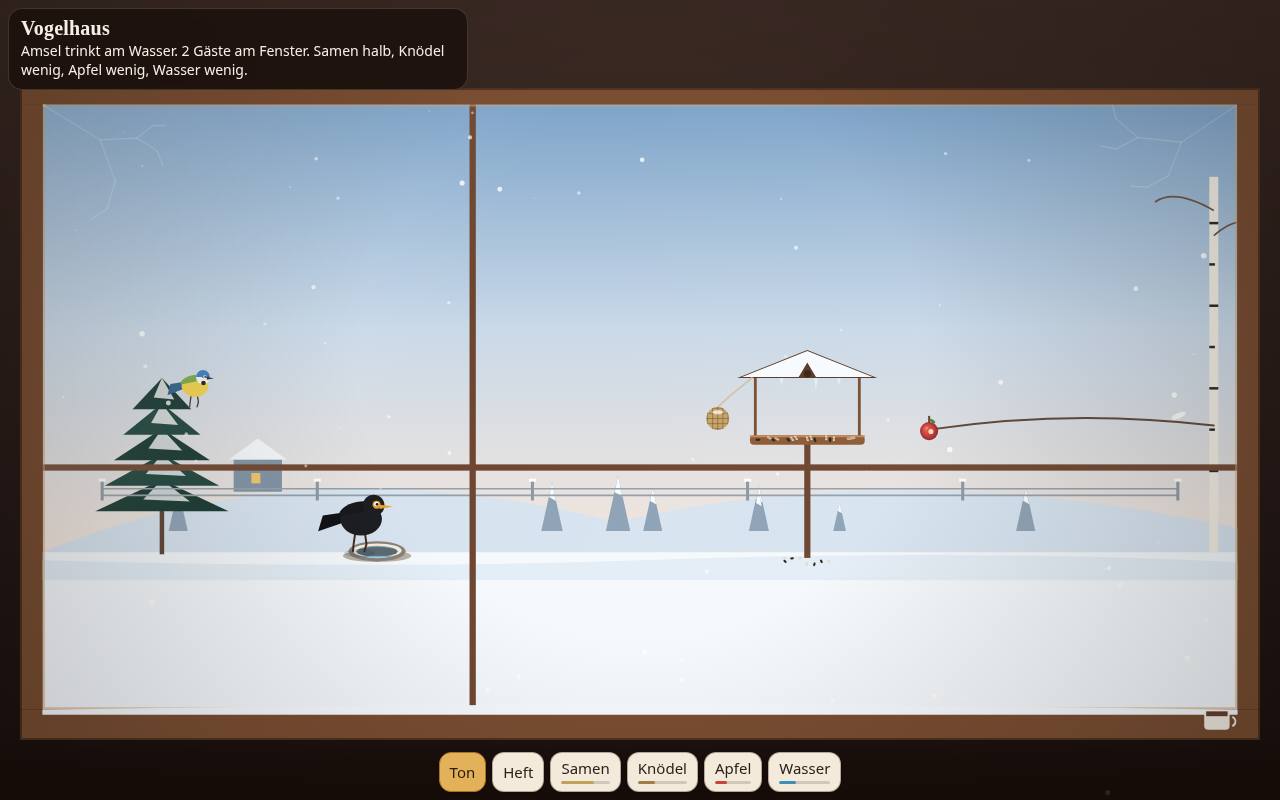 Vogelhaus
Amsel trinkt am Wasser. 2 Gäste am Fenster. Samen halb, Knödel
wenig, Apfel wenig, Wasser wenig.
Ton
Heft
Samen
Knödel
Apfel
Wasser